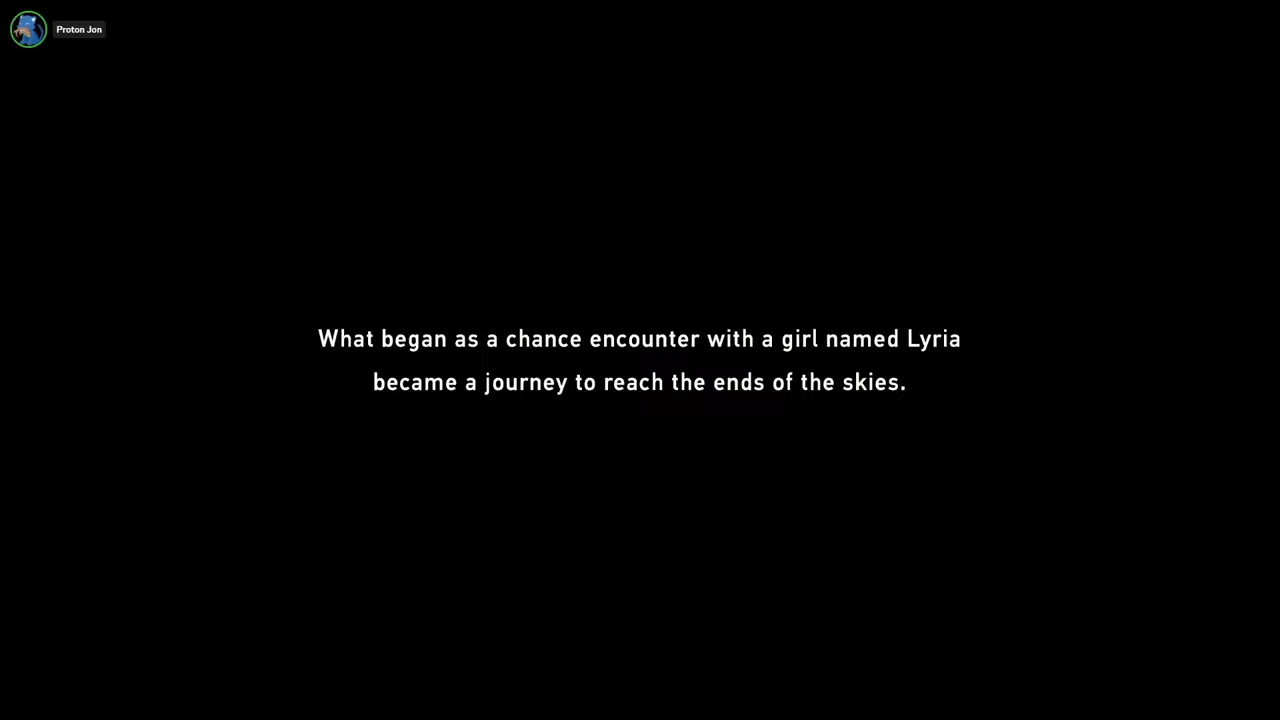 Proton Jon
What began as a chance encounter with a girl named Lyria
became a journey to reach the ends of the skies.